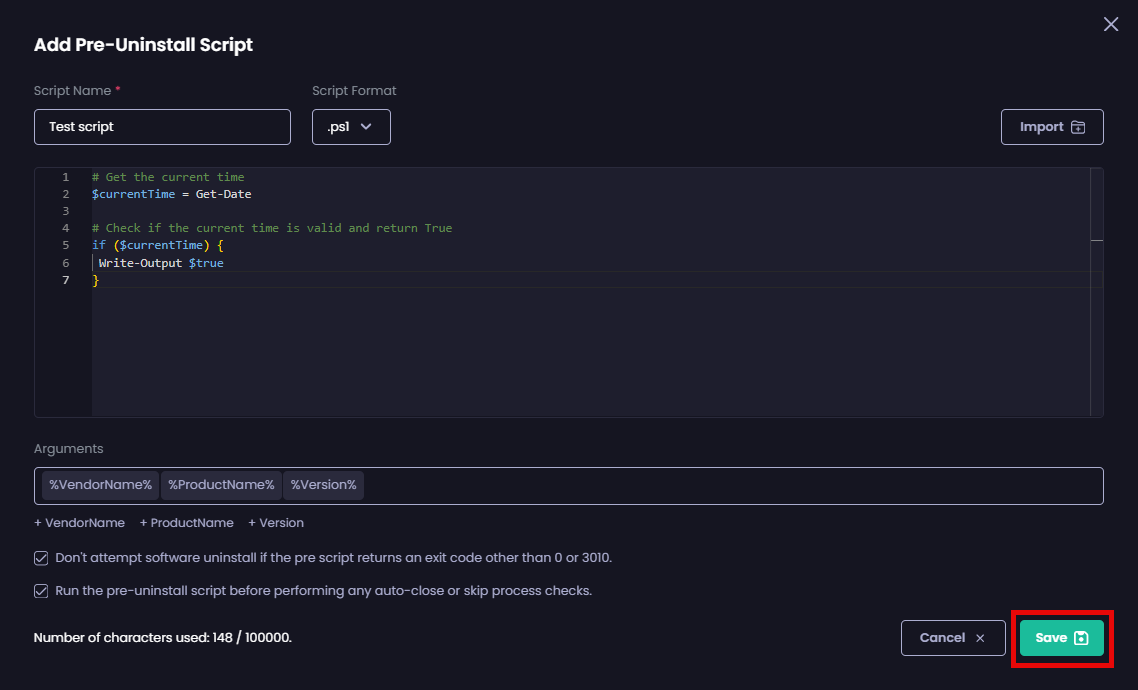 Add Pre-Uninstall Script
Script Name *
Script Format
Test script
.ps1
Import
1 # Get the current time
2 $currentTime = Get-Date
3
4 # Check if the current time is valid and return True
5 if ($currentTime) {
6 Write-Output $true
7 }
Arguments
%VendorName% %ProductName% %Version%
+ VendorName + ProductName + Version
Don't attempt software uninstall if the pre script returns an exit code other than 0 or 3010.
Run the pre-uninstall script before performing any auto-close or skip process checks.
Number of characters used: 148 / 100000.
Cancel
Save